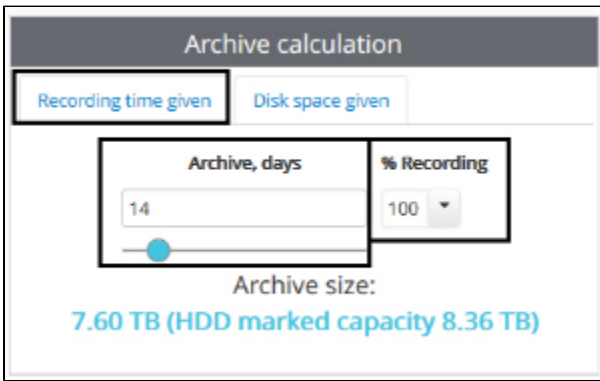 Archive calculation
Recording time given Disk space given
Archive, days % Recording
14 100
Archive size:
7.60 TB (HDD marked capacity 8.36 TB)